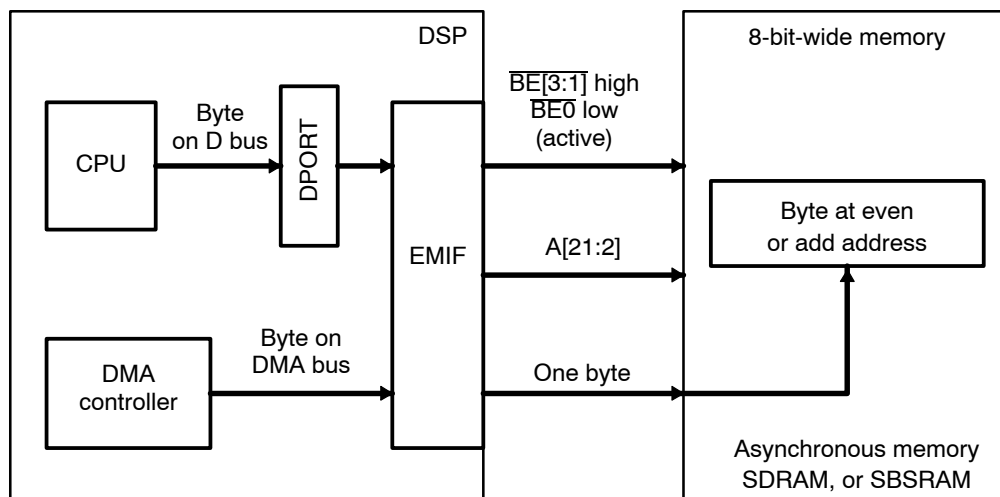 DSP
8-bit-wide memory
BE[3:1] high
BE0 low
(active)
Byte
on D bus
CPU
DPORT
EMIF
A[21:2]
Byte at even
or add address
Byte on
DMA bus
DMA
controller
One byte
Asynchronous memory
SDRAM, or SBSRAM